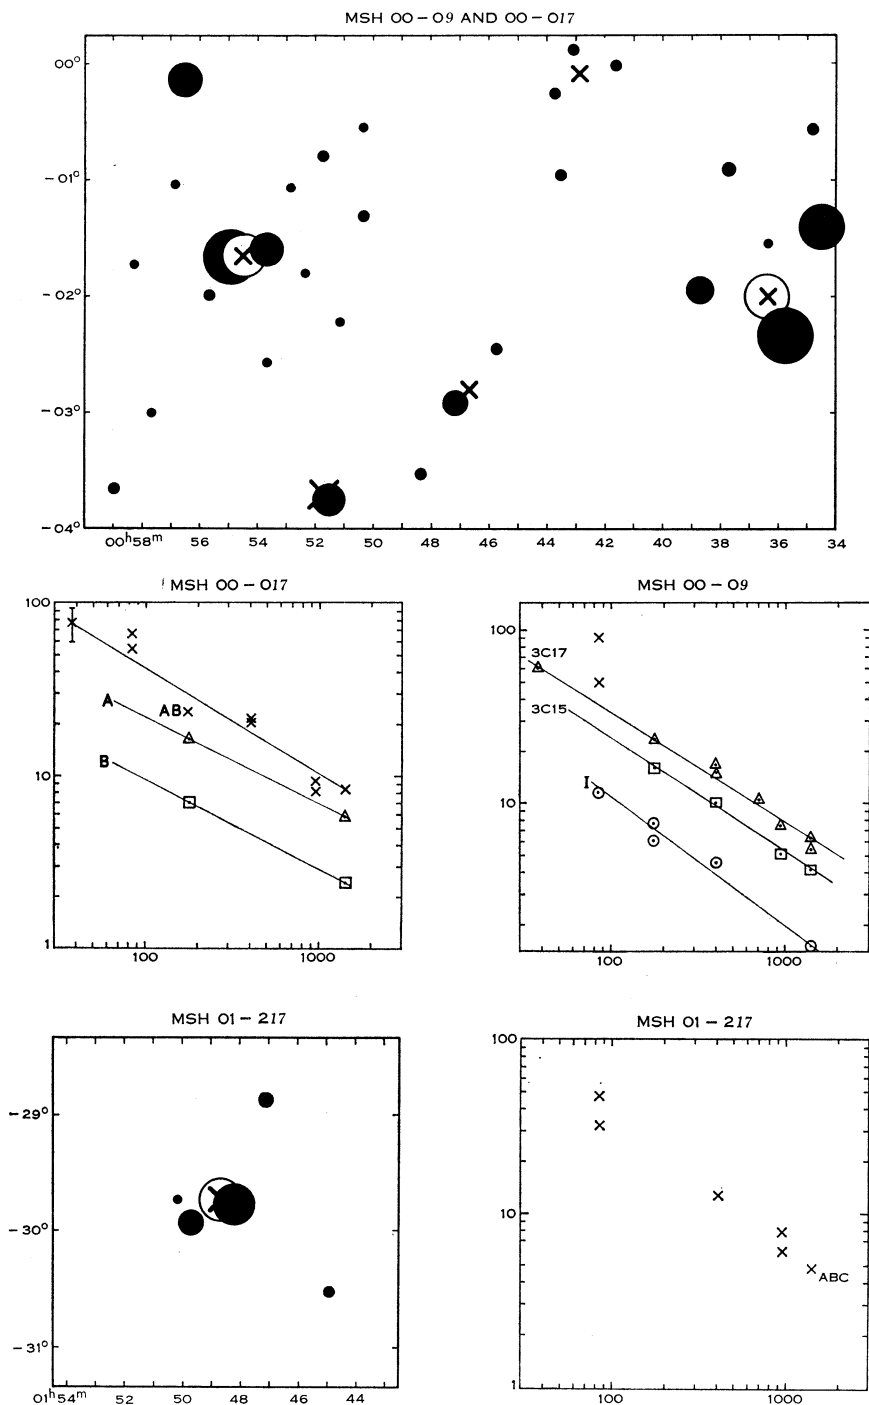 MSH 00-09 AND 00-017
00°
-01°
-02°
-03°
-04°
00ʰ58ᵐ 56 54 52 50 48 46 44 42 40 38 36 34
MSH 00-017
100
10
1
A
AB
B
100 1000
MSH 00-09
100
10
3C17
3C15
I
100 1000
MSH 01-217
-29°
-30°
-31°
01ʰ54ᵐ 52 50 48 46 44
MSH 01-217
100
10
1
ABC
100 1000